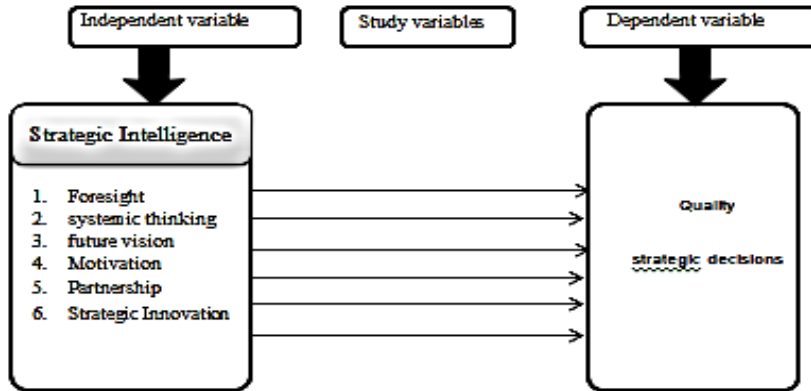 Independent variable
Study variables
Dependent variable
Strategic Intelligence
1. Foresight
2. systemic thinking
3. future vision
4. Motivation
5. Partnership
6. Strategic Innovation
Quality
strategic decisions